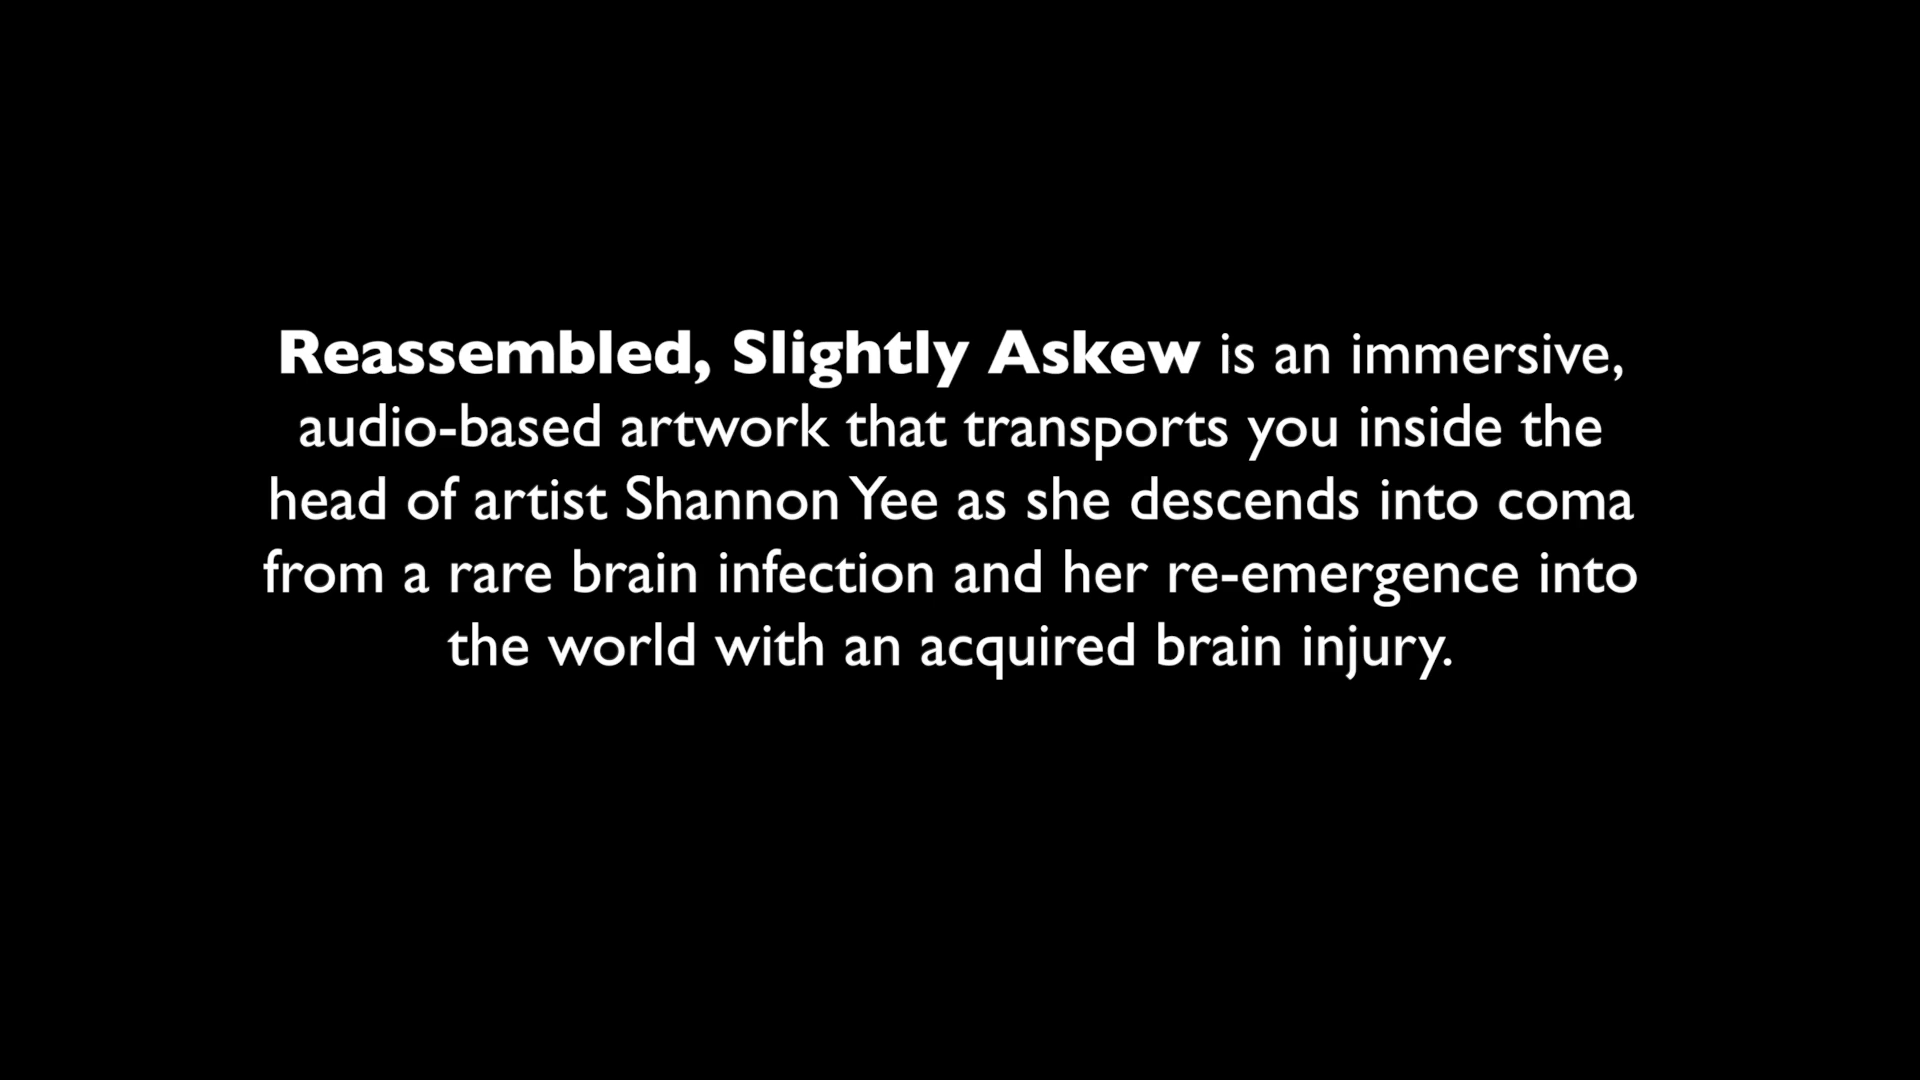 Reassembled, Slightly Askew is an immersive,
audio-based artwork that transports you inside the
head of artist Shannon Yee as she descends into coma
from a rare brain infection and her re-emergence into
the world with an acquired brain injury.